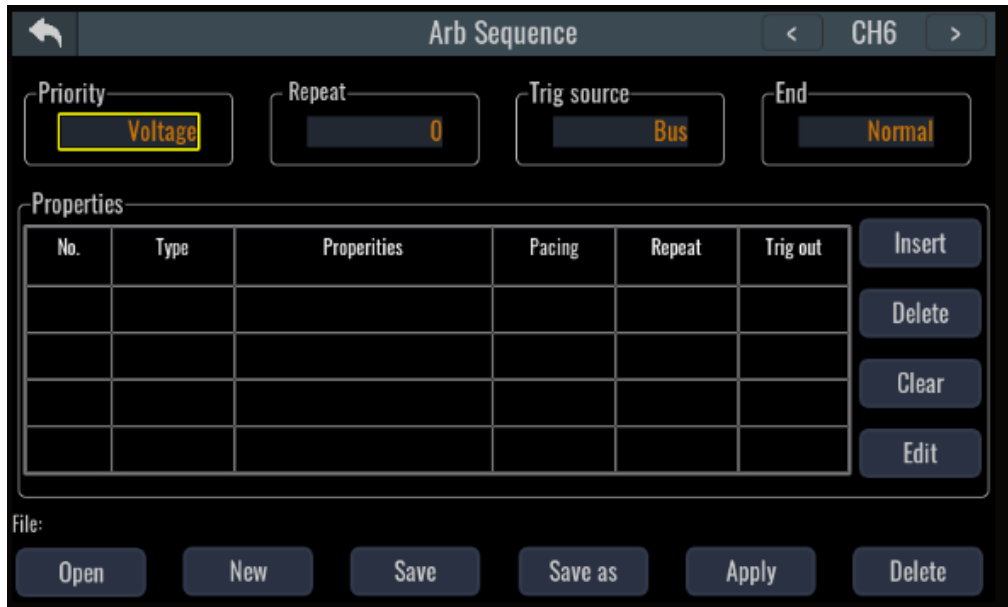 Arb Sequence < CH6 >
Priority Repeat Trig source End
Voltage 0 Bus Normal
Properties
No. Type Properities Pacing Repeat Trig out
Insert
Delete
Clear
Edit
File:
Open New Save Save as Apply Delete